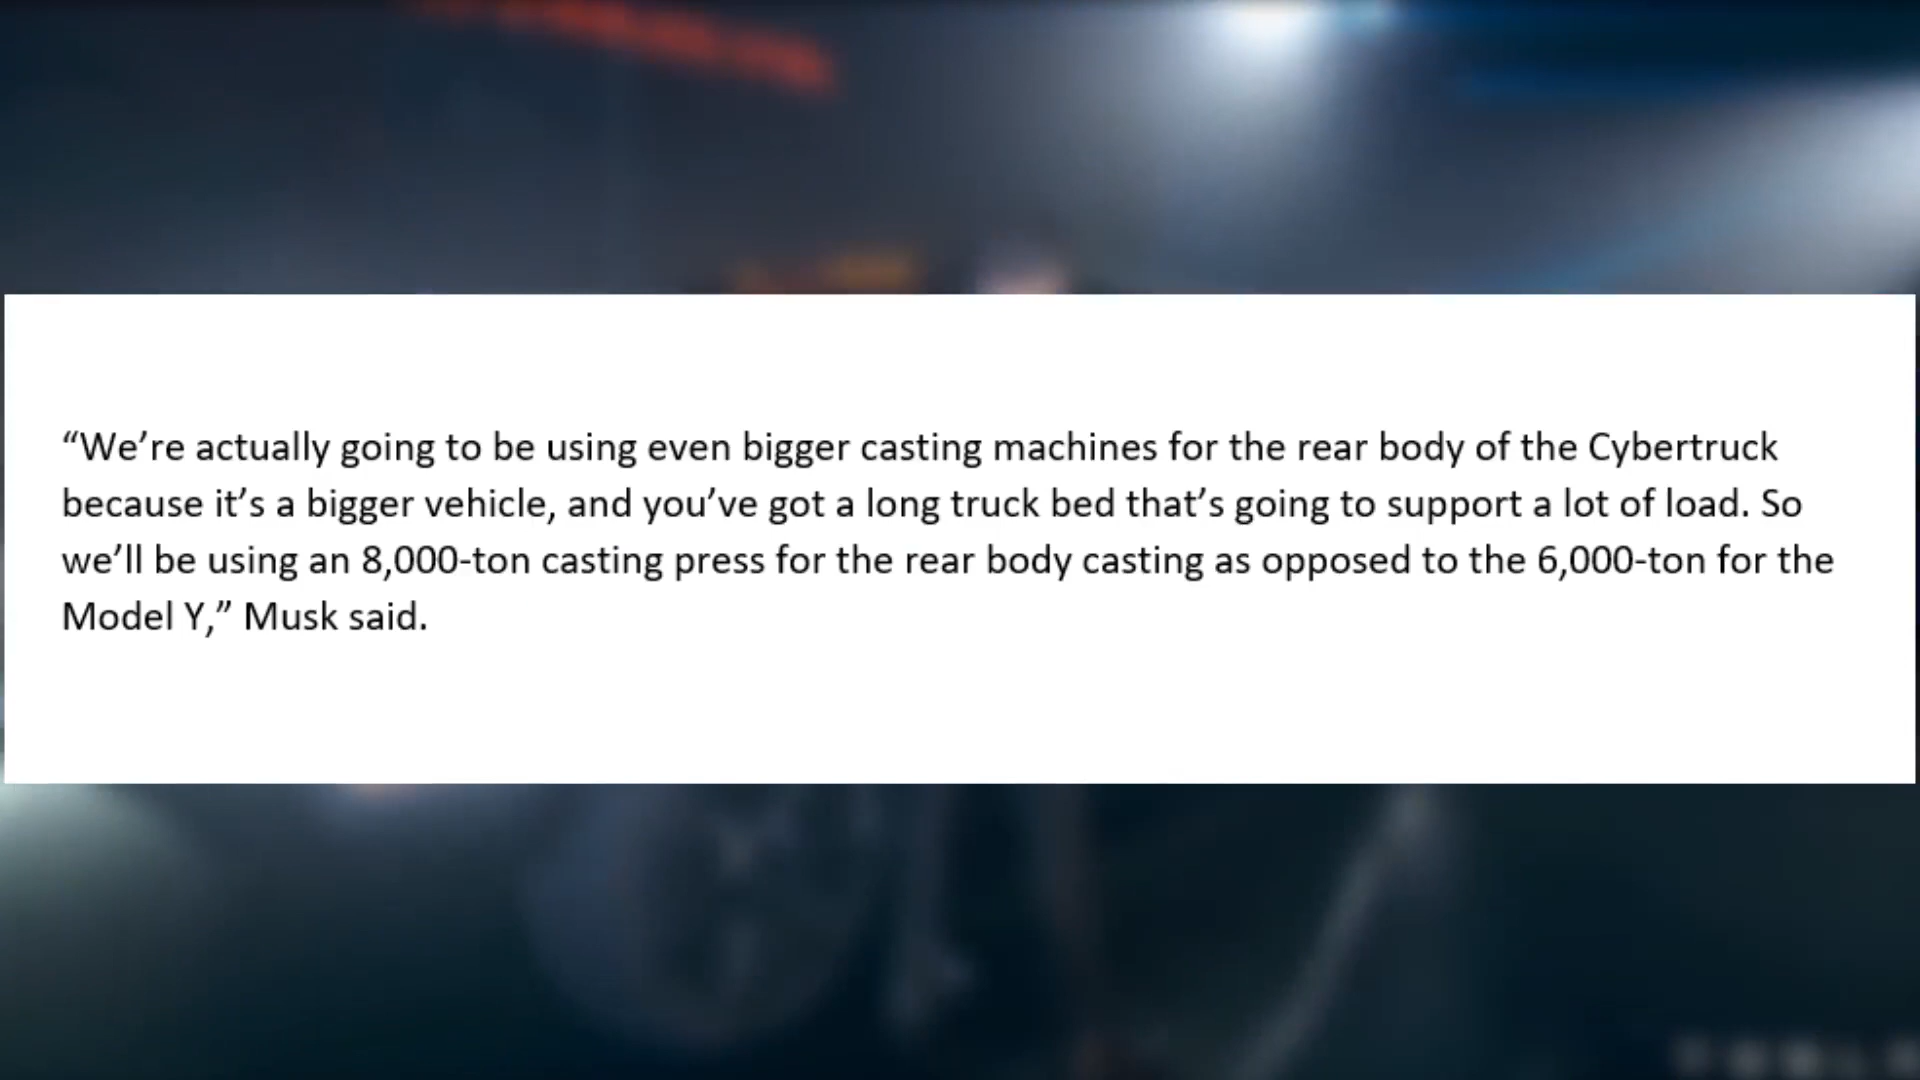 “We’re actually going to be using even bigger casting machines for the rear body of the Cybertruck
because it’s a bigger vehicle, and you’ve got a long truck bed that’s going to support a lot of load. So
we’ll be using an 8,000-ton casting press for the rear body casting as opposed to the 6,000-ton for the
Model Y,” Musk said.